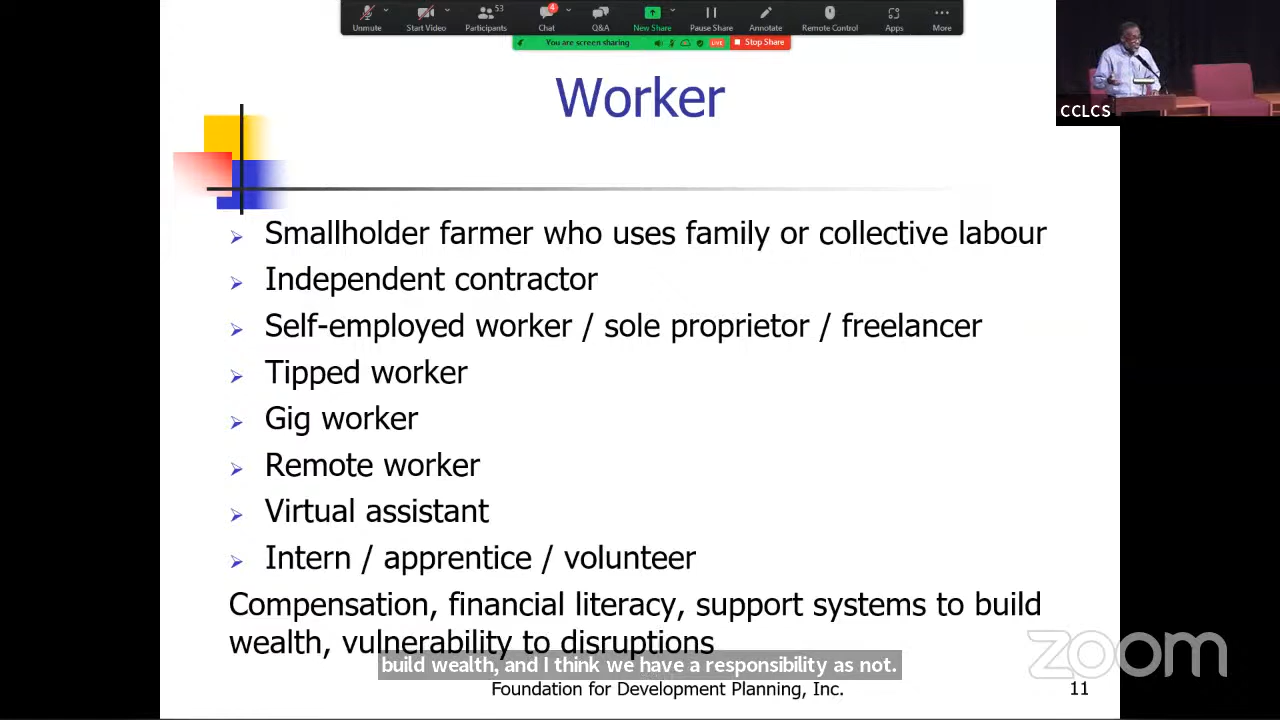 53
4
Unmute
Start Video
Participants
Chat
Q&A
New Share
Pause Share
Annotate
Remote Control
Apps
More
You are screen sharing
LIVE
Stop Share
CCLCS
Worker
Smallholder farmer who uses family or collective labour
Independent contractor
Self-employed worker / sole proprietor / freelancer
Tipped worker
Gig worker
Remote worker
Virtual assistant
Intern / apprentice / volunteer
Compensation, financial literacy, support systems to build
wealth, vulnerability to disruptions
build wealth, and I think we have a responsibility as not.
zoom
Foundation for Development Planning, Inc.
11